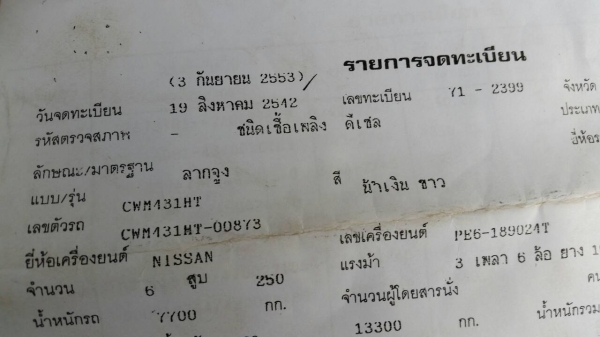 รายการจดทะเบียน
(3 กันยายน 2553)/
วันจดทะเบียน 19 สิงหาคม 2542 เลขทะเบียน 71 - 2399 จังหวัด
รหัสตรวจสภาพ - ชนิดเชื้อเพลิง ดีเซล ประเภท
ลักษณะ/มาตรฐาน ลากจูง สี น้ำเงิน ขาว ยี่ห้อ
แบบ/รุ่น CWM431HT
เลขตัวรถ CWM431HT-00873 เลขเครื่องยนต์ PE6-189024T
ยี่ห้อเครื่องยนต์ NISSAN แรงม้า 3 เพลา 6 ล้อ ยาง
จำนวน 6 สูบ 250 จำนวนผู้โดยสารนั่ง
น้ำหนักรถ 7700 กก. 13300 กก. น้ำหนักรวม